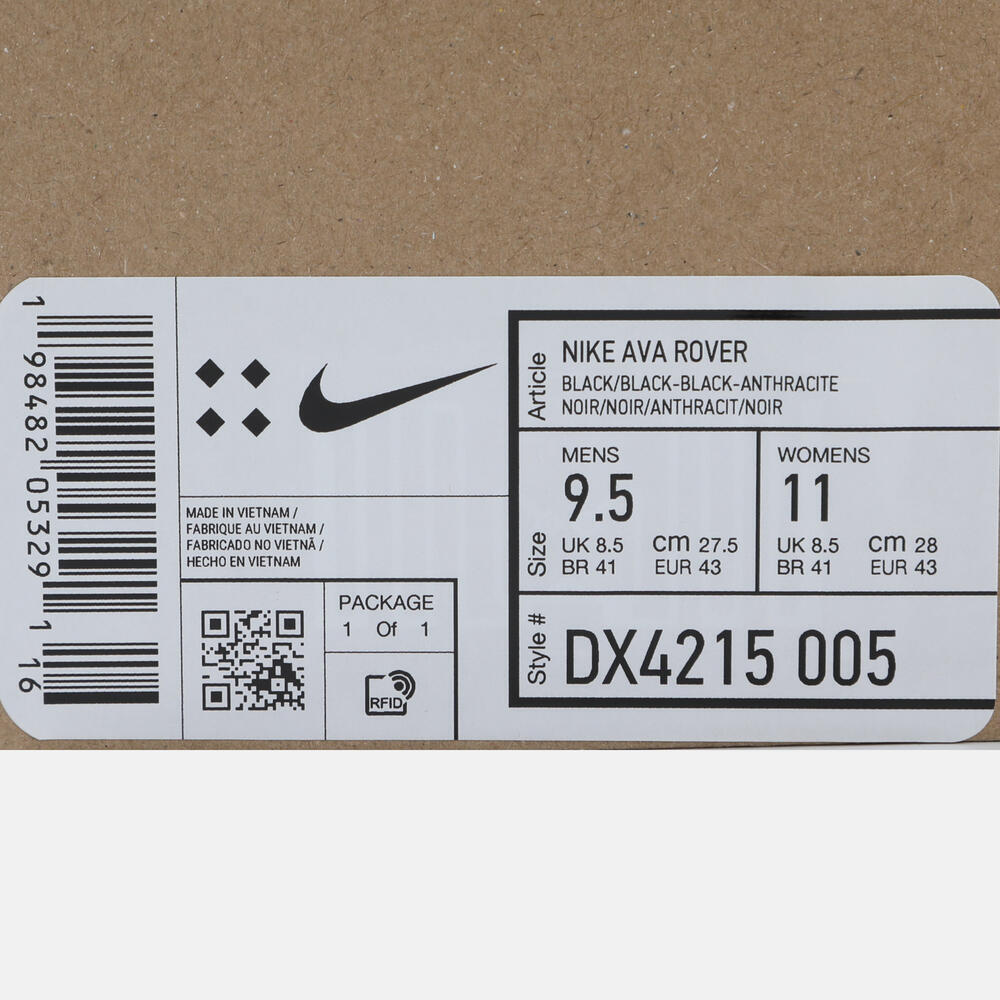 1 98482 05329 1 16
MADE IN VIETNAM /
FABRIQUE AU VIETNAM /
FABRICADO NO VIETNÃ /
HECHO EN VIETNAM
PACKAGE
1 Of 1
RFID
Article
NIKE AVA ROVER
BLACK/BLACK-BLACK-ANTHRACITE
NOIR/NOIR/ANTHRACIT/NOIR
Size
MENS
9.5
UK 8.5 cm 27.5
BR 41 EUR 43
WOMENS
11
UK 8.5 cm 28
BR 41 EUR 43
Style #
DX4215 005